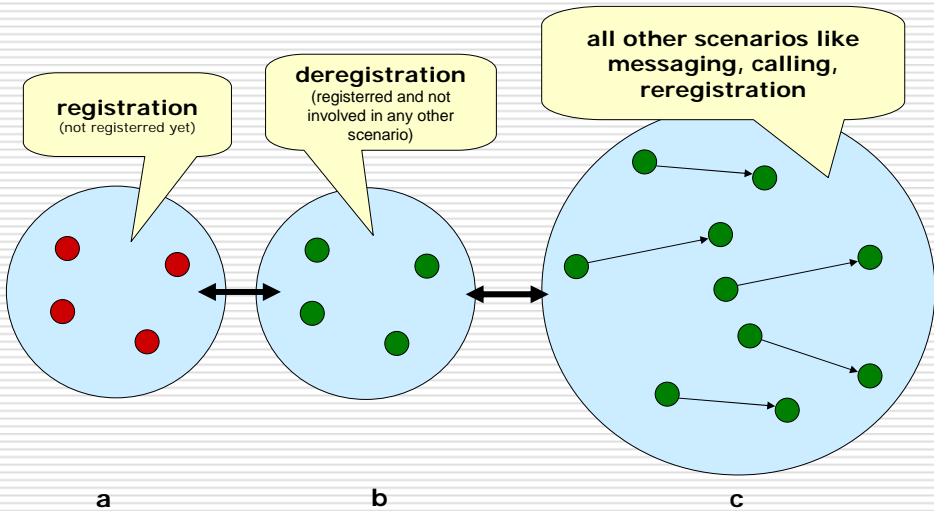 registration
(not registerred yet)
deregistration
(registerred and not
involved in any other
scenario)
all other scenarios like
messaging, calling,
reregistration
a
b
c